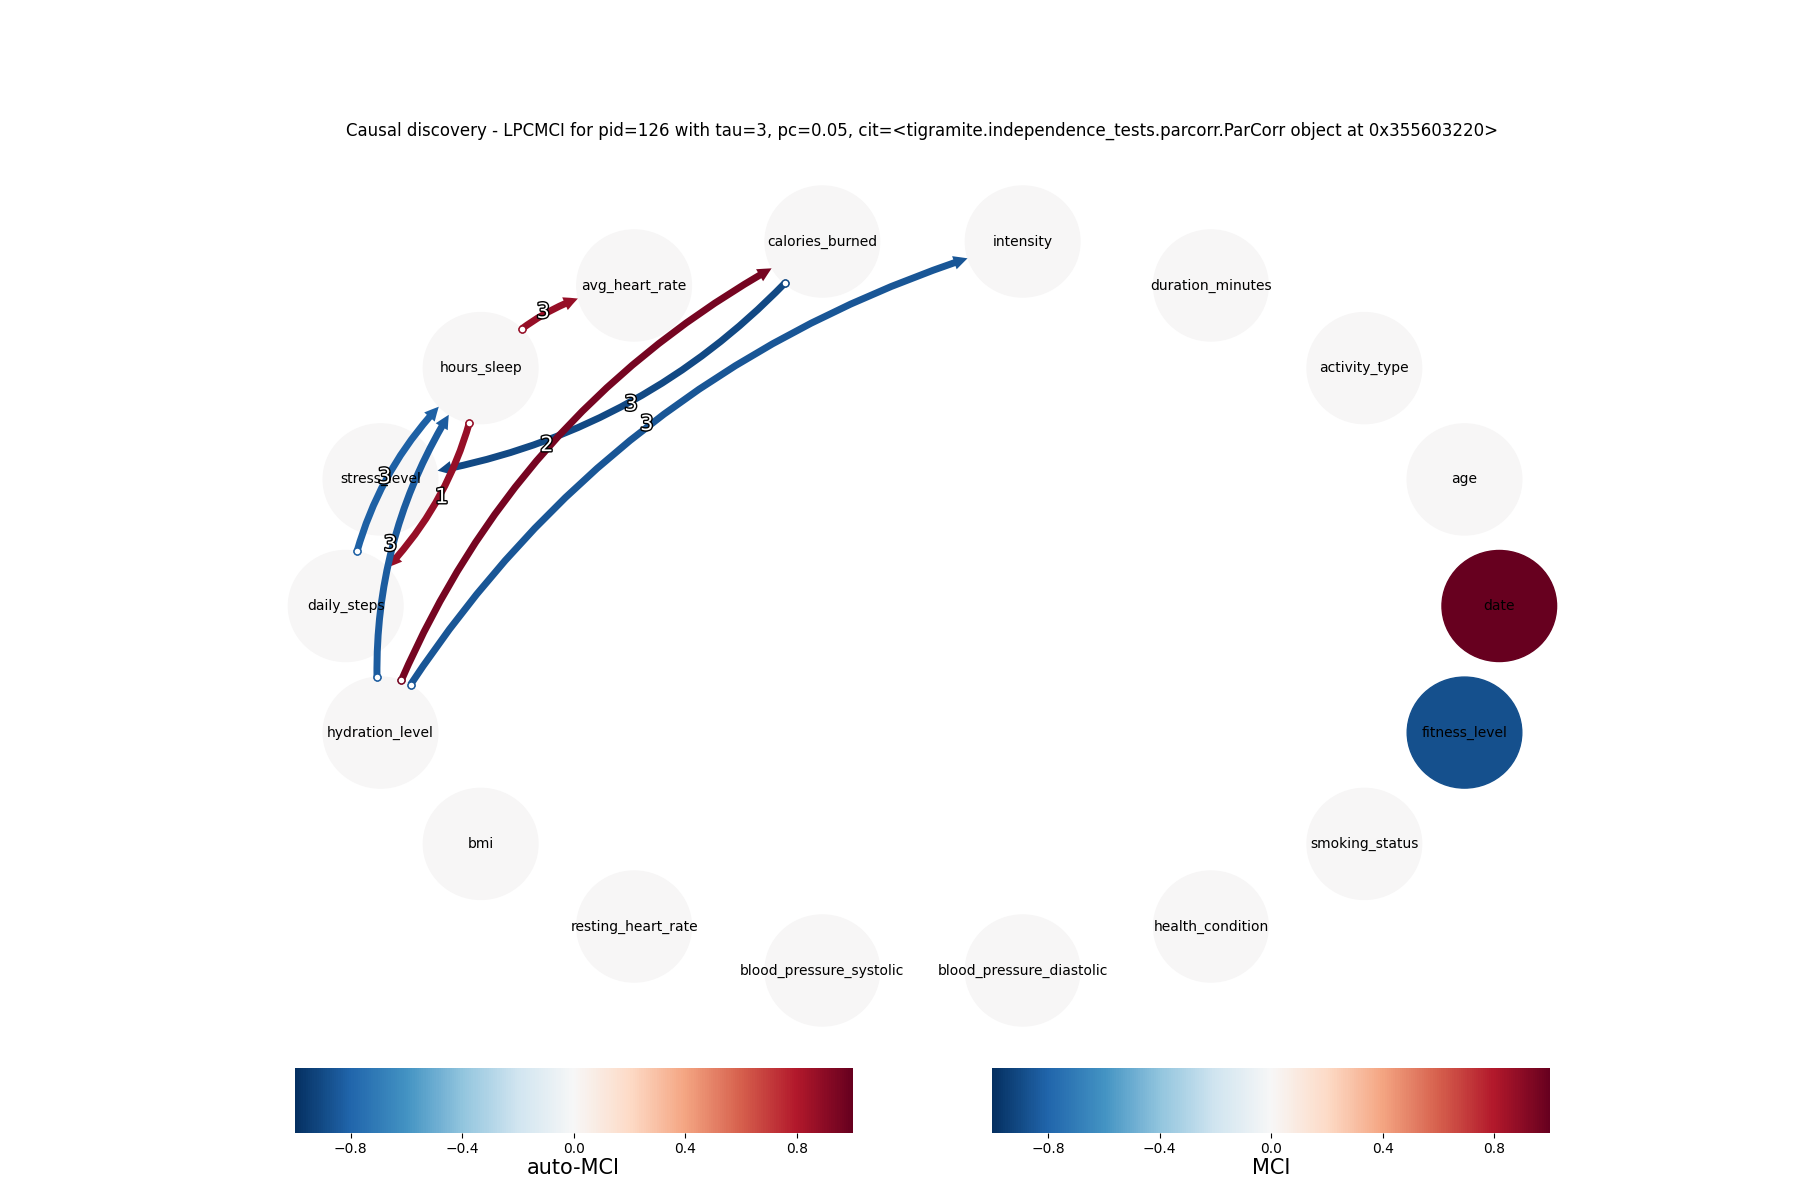 Causal discovery - LPCMCI for pid=126 with tau=3, pc=0.05, cit=<tigramite.independence_tests.parcorr.ParCorr object at 0x355603220>
calories_burned
intensity
avg_heart_rate
duration_minutes
3
hours_sleep
activity_type
3
3
2
stress_level
3
age
1
3
daily_steps
date
hydration_level
fitness_level
bmi
smoking_status
resting_heart_rate
health_condition
blood_pressure_systolic
blood_pressure_diastolic
−0.8 −0.4 0.0 0.4 0.8
auto-MCI
−0.8 −0.4 0.0 0.4 0.8
MCI